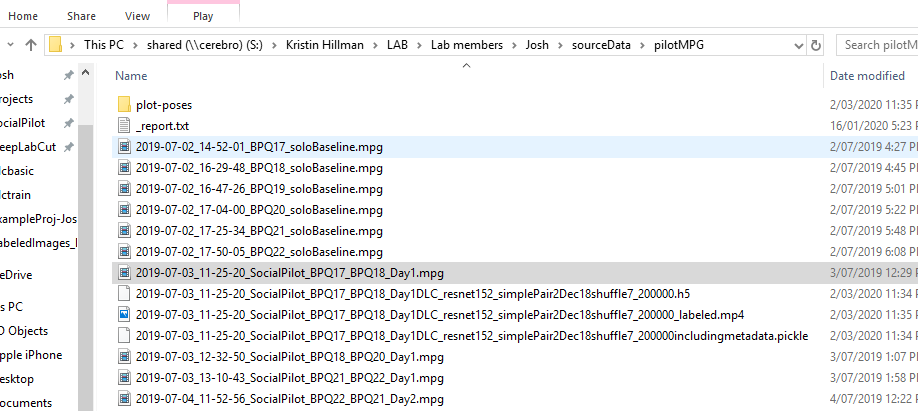 Home Share View Play
This PC shared (\\cerebro) (S:) Kristin Hillman LAB Lab members Josh sourceData pilotMPG Search pilotM
Name Date modified
osh
rojects
ocialPilot
eepLabCut
lcbasic
lctrain
xampleProj-Jos
abeledImages_l
eDrive
s PC
D Objects
pple iPhone
esktop
ocuments
plot-poses 2/03/2020 11:35 P
_report.txt 16/01/2020 5:23 P
2019-07-02_14-52-01_BPQ17_soloBaseline.mpg 2/07/2019 4:27 P
2019-07-02_16-29-48_BPQ18_soloBaseline.mpg 2/07/2019 4:45 P
2019-07-02_16-47-26_BPQ19_soloBaseline.mpg 2/07/2019 5:01 P
2019-07-02_17-04-00_BPQ20_soloBaseline.mpg 2/07/2019 5:22 P
2019-07-02_17-25-34_BPQ21_soloBaseline.mpg 2/07/2019 5:48 P
2019-07-02_17-50-05_BPQ22_soloBaseline.mpg 2/07/2019 6:08 P
2019-07-03_11-25-20_SocialPilot_BPQ17_BPQ18_Day1.mpg 3/07/2019 12:29 P
2019-07-03_11-25-20_SocialPilot_BPQ17_BPQ18_Day1DLC_resnet152_simplePair2Dec18shuffle7_200000.h5 2/03/2020 11:34 P
2019-07-03_11-25-20_SocialPilot_BPQ17_BPQ18_Day1DLC_resnet152_simplePair2Dec18shuffle7_200000_labeled.mp4 2/03/2020 11:35 P
2019-07-03_11-25-20_SocialPilot_BPQ17_BPQ18_Day1DLC_resnet152_simplePair2Dec18shuffle7_200000includingmetadata.pickle 2/03/2020 11:34 P
2019-07-03_12-32-50_SocialPilot_BPQ18_BPQ20_Day1.mpg 3/07/2019 1:07 P
2019-07-03_13-10-43_SocialPilot_BPQ21_BPQ22_Day1.mpg 3/07/2019 1:58 P
2019-07-04_11-52-56_SocialPilot_BPQ22_BPQ21_Day2.mpg 4/07/2019 12:22 P